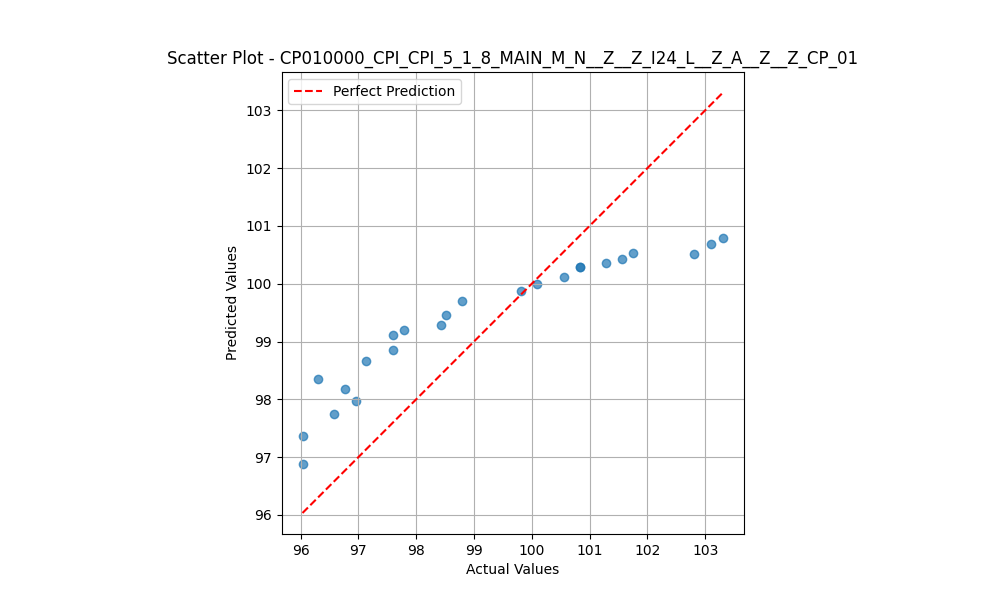 Scatter Plot - CP010000_CPI_CPI_5_1_8_MAIN_M_N__Z__Z_I24_L__Z_A__Z__Z_CP_01
Perfect Prediction
103
102
101
100
99
98
97
96
Predicted Values
96 97 98 99 100 101 102 103
Actual Values